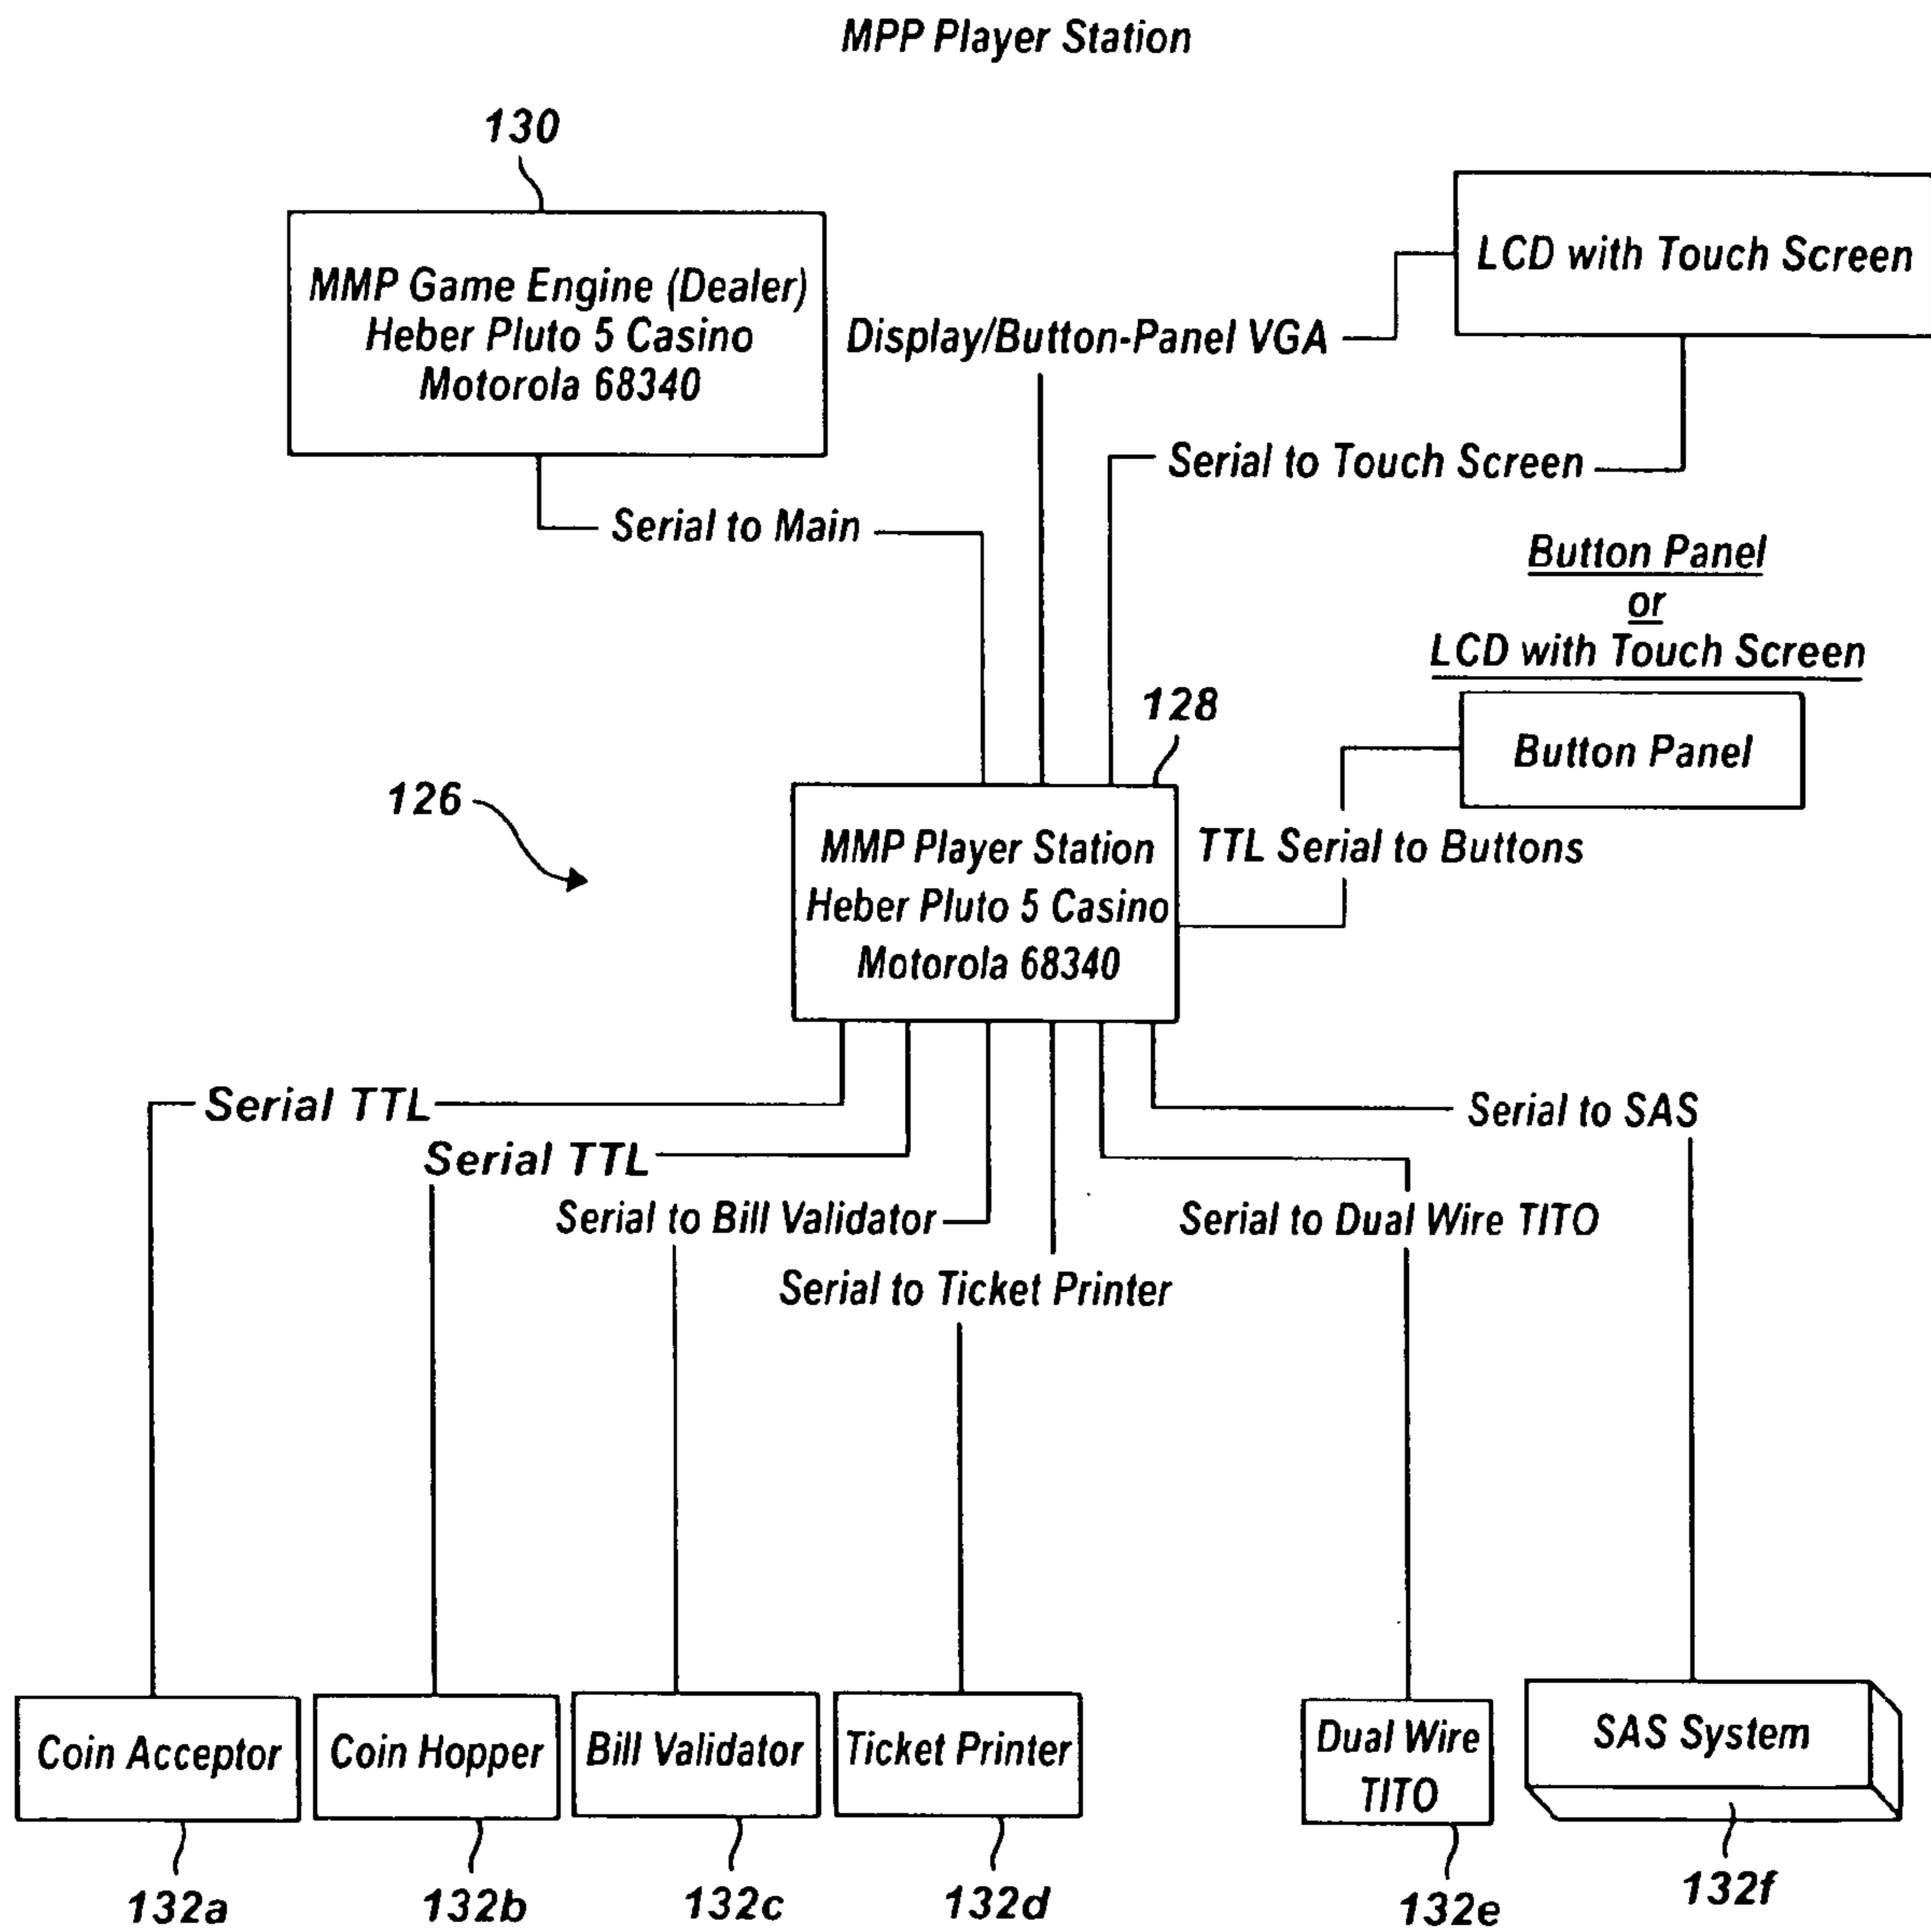 MPP Player Station
130
MMP Game Engine (Dealer)
Heber Pluto 5 Casino
Motorola 68340
LCD with Touch Screen
Display/Button-Panel VGA
Serial to Touch Screen
Serial to Main
Button Panel
or
LCD with Touch Screen
128
Button Panel
126
MMP Player Station
Heber Pluto 5 Casino
Motorola 68340
TTL Serial to Buttons
Serial TTL
Serial to SAS
Serial TTL
Serial to Bill Validator
Serial to Dual Wire TITO
Serial to Ticket Printer
Coin Acceptor
Coin Hopper
Bill Validator
Ticket Printer
Dual Wire
TITO
SAS System
132a
132b
132c
132d
132e
132f